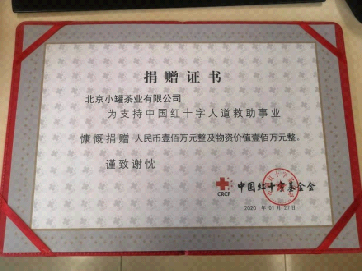 捐赠证书
北京小罐茶业有限公司
为支持中国红十字人道救助事业
慷慨捐赠 人民币壹佰万元整及物资价值壹佰万元整。
谨致谢忱
CRCF 中国红十字基金会